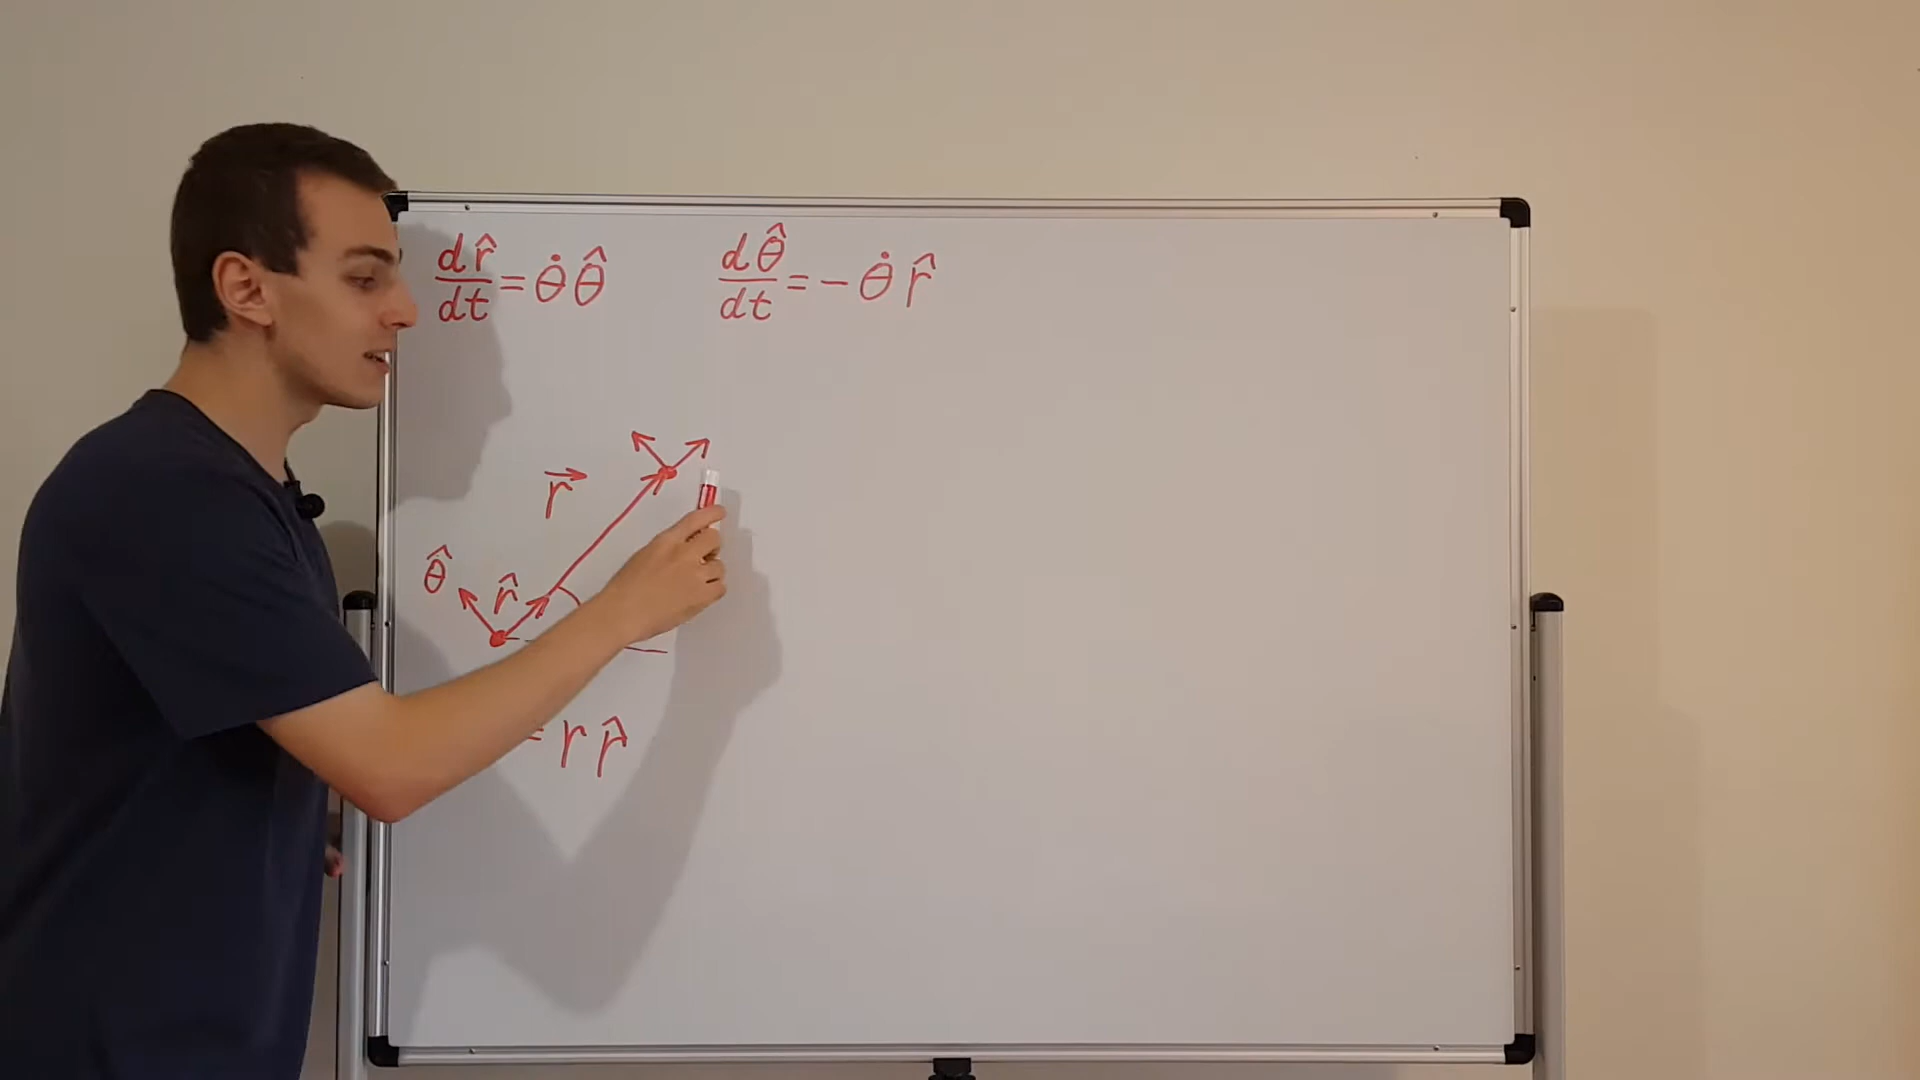 dr̂/dt = θ̇ θ̂
dθ̂/dt = − θ̇ r̂
r⃗
θ̂
r̂
= r r̂